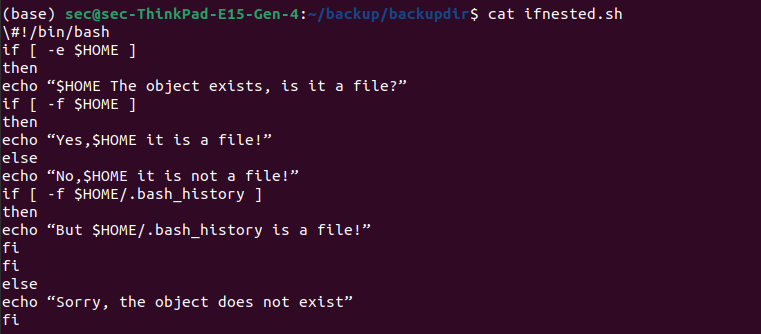 (base) sec@sec-ThinkPad-E15-Gen-4:~/backup/backupdir$ cat ifnested.sh
\#!/bin/bash
if [ -e $HOME ]
then
echo “$HOME The object exists, is it a file?”
if [ -f $HOME ]
then
echo “Yes,$HOME it is a file!”
else
echo “No,$HOME it is not a file!”
if [ -f $HOME/.bash_history ]
then
echo “But $HOME/.bash_history is a file!”
fi
fi
else
echo “Sorry, the object does not exist”
fi